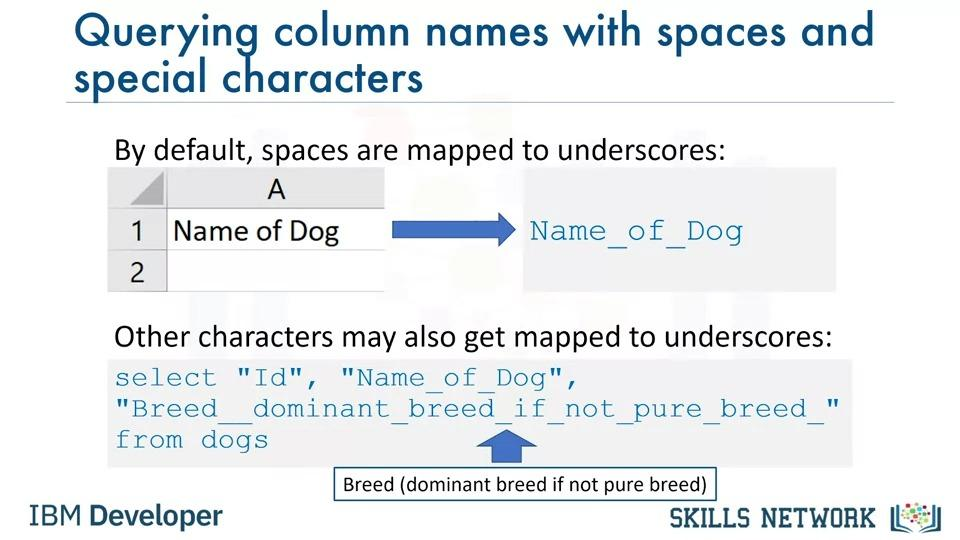 Querying column names with spaces and
special characters
By default, spaces are mapped to underscores:
A
1 Name of Dog
2
Name_of_Dog
Other characters may also get mapped to underscores:
select "Id", "Name_of_Dog",
"Breed__dominant_breed_if_not_pure_breed_"
from dogs
Breed (dominant breed if not pure breed)
IBM Developer
SKILLS NETWORK